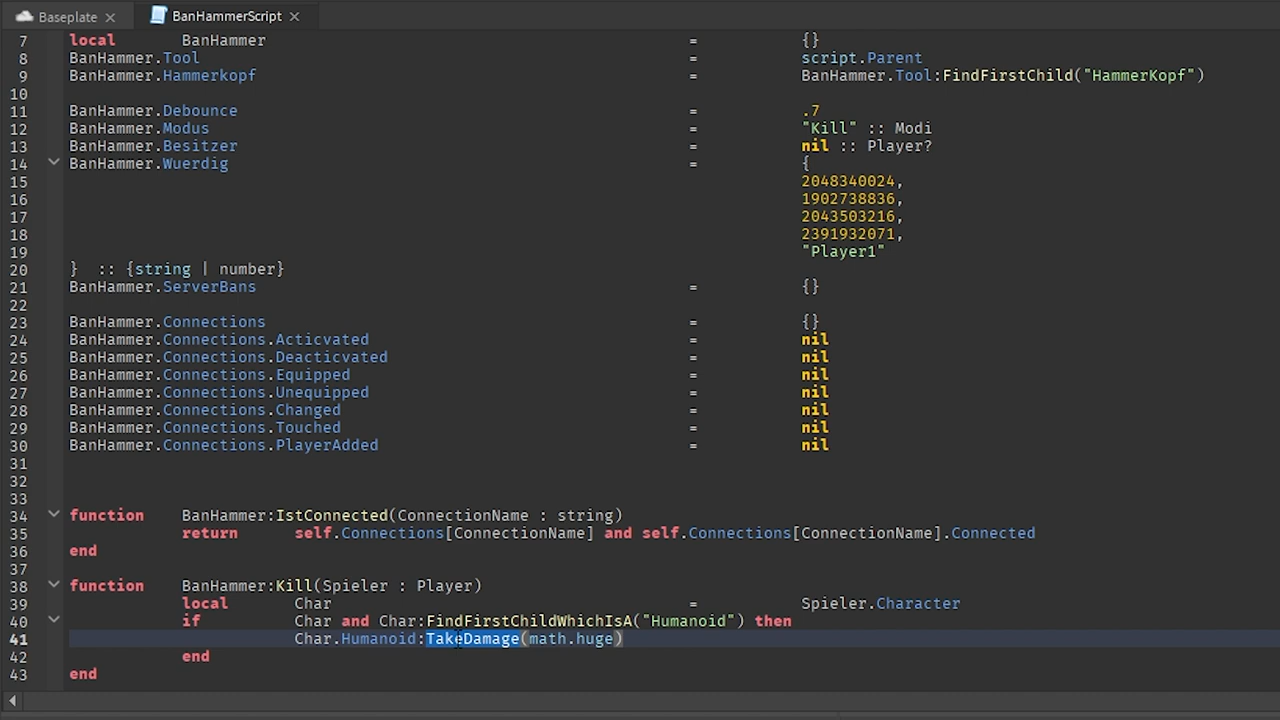 Baseplate BanHammerScript
7 local BanHammer = {}
8 BanHammer.Tool = script.Parent
9 BanHammer.Hammerkopf = BanHammer.Tool:FindFirstChild("HammerKopf")
10
11 BanHammer.Debounce = .7
12 BanHammer.Modus = "Kill" :: Modi
13 BanHammer.Besitzer = nil :: Player?
14 BanHammer.Wuerdig = {
15 2048340024,
16 1902738836,
17 2043503216,
18 2391932071,
19 "Player1"
20 } :: {string | number}
21 BanHammer.ServerBans = {}
22
23 BanHammer.Connections = {}
24 BanHammer.Connections.Acticvated = nil
25 BanHammer.Connections.Deacticvated = nil
26 BanHammer.Connections.Equipped = nil
27 BanHammer.Connections.Unequipped = nil
28 BanHammer.Connections.Changed = nil
29 BanHammer.Connections.Touched = nil
30 BanHammer.Connections.PlayerAdded = nil
31
32
33
34 function BanHammer:IstConnected(ConnectionName : string)
35 return self.Connections[ConnectionName] and self.Connections[ConnectionName].Connected
36 end
37
38 function BanHammer:Kill(Spieler : Player)
39 local Char = Spieler.Character
40 if Char and Char:FindFirstChildWhichIsA("Humanoid") then
41 Char.Humanoid:TakeDamage(math.huge)
42 end
43 end